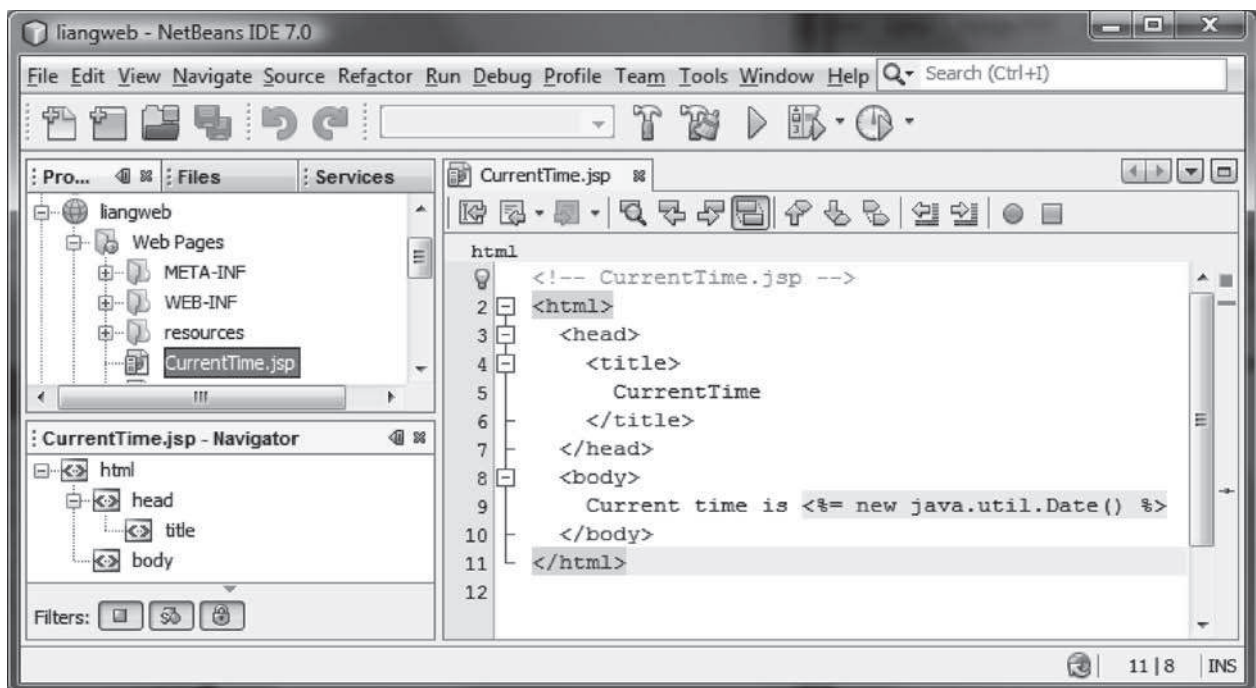 liangweb - NetBeans IDE 7.0
File Edit View Navigate Source Refactor Run Debug Profile Team Tools Window Help Search (Ctrl+I)
Pro... Files Services
liangweb
Web Pages
META-INF
WEB-INF
resources
CurrentTime.jsp
CurrentTime.jsp - Navigator
html
head
title
body
Filters:
CurrentTime.jsp
html
<!-- CurrentTime.jsp -->
2 <html>
3 <head>
4 <title>
5 CurrentTime
6 </title>
7 </head>
8 <body>
9 Current time is <%= new java.util.Date() %>
10 </body>
11 </html>
12
11 | 8 INS